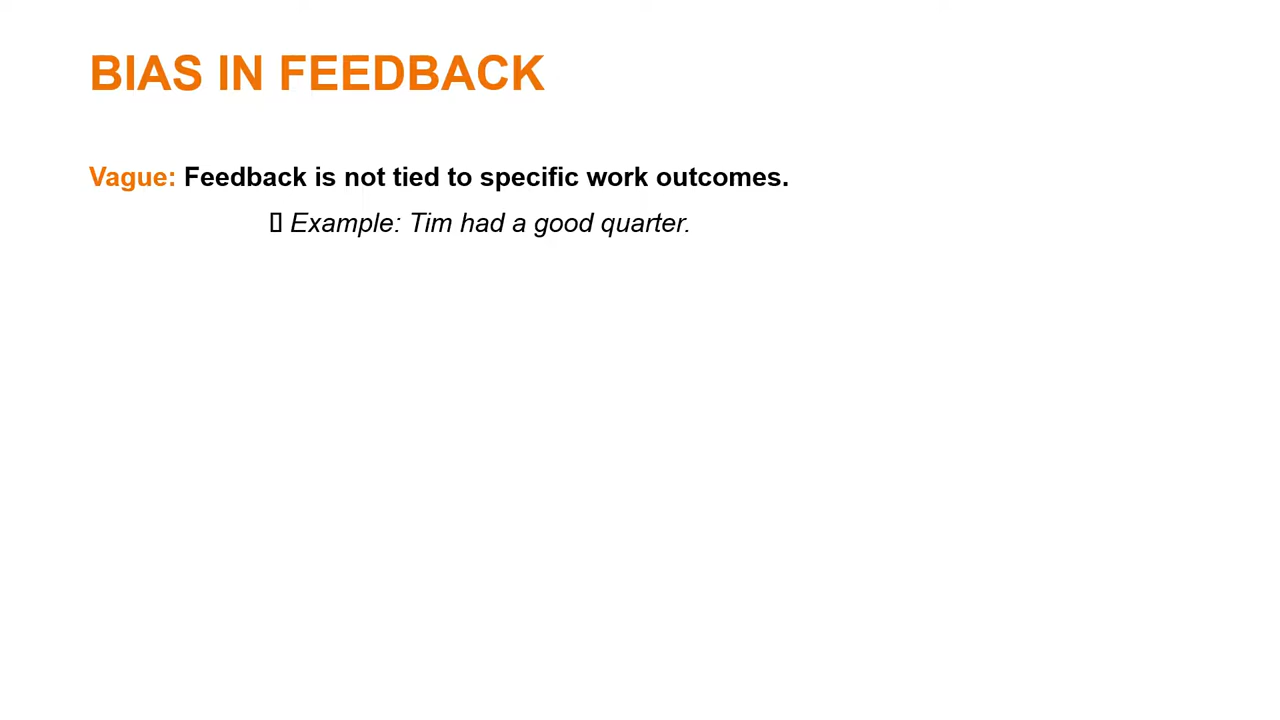 BIAS IN FEEDBACK
Vague: Feedback is not tied to specific work outcomes.
▯ Example: Tim had a good quarter.